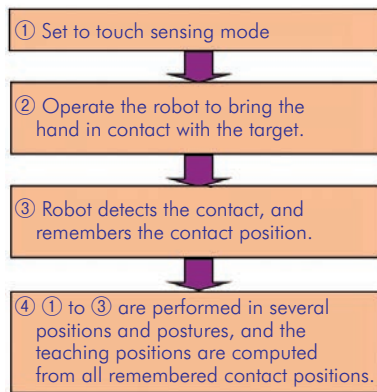 ① Set to touch sensing mode
② Operate the robot to bring the
hand in contact with the target.
③ Robot detects the contact, and
remembers the contact position.
④ ① to ③ are performed in several
positions and postures, and the
teaching positions are computed
from all remembered contact positions.